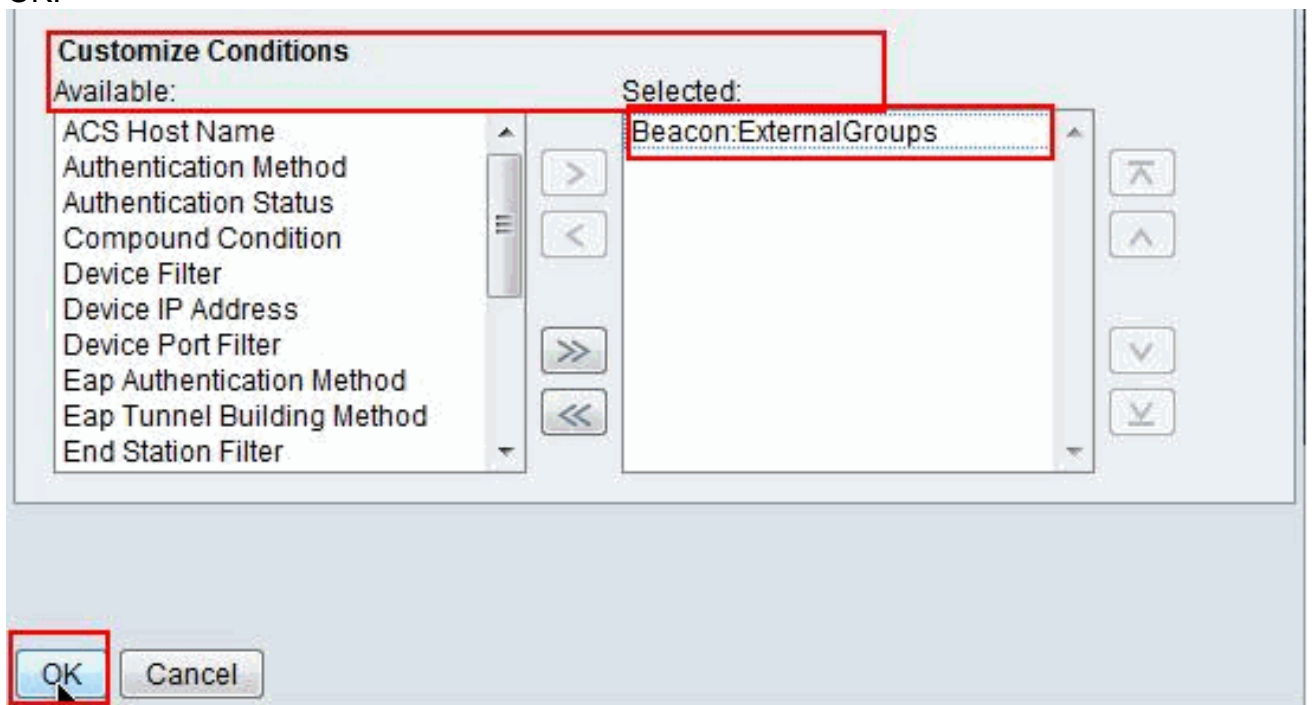 OK.
Customize Conditions
Available:
Selected:
ACS Host Name
Authentication Method
Authentication Status
Compound Condition
Device Filter
Device IP Address
Device Port Filter
Eap Authentication Method
Eap Tunnel Building Method
End Station Filter
Beacon:ExternalGroups
>
<
>>
<<
OK
Cancel